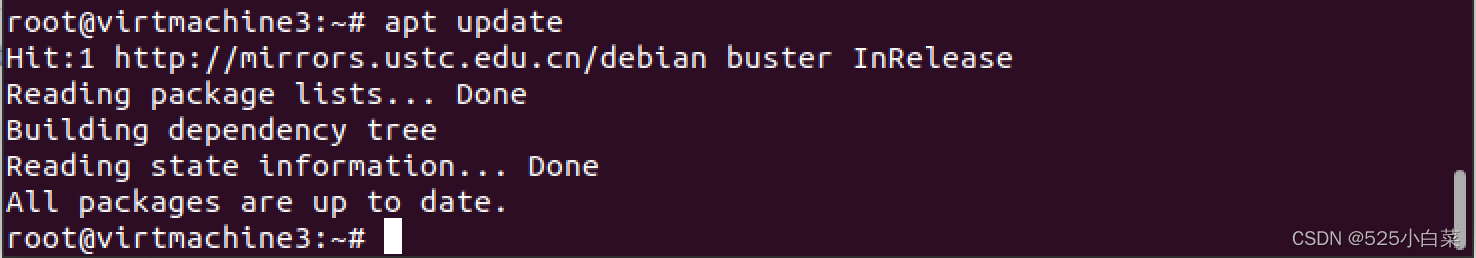 root@virtmachine3:~# apt update
Hit:1 http://mirrors.ustc.edu.cn/debian buster InRelease
Reading package lists... Done
Building dependency tree
Reading state information... Done
All packages are up to date.
root@virtmachine3:~#
CSDN @525小白菜